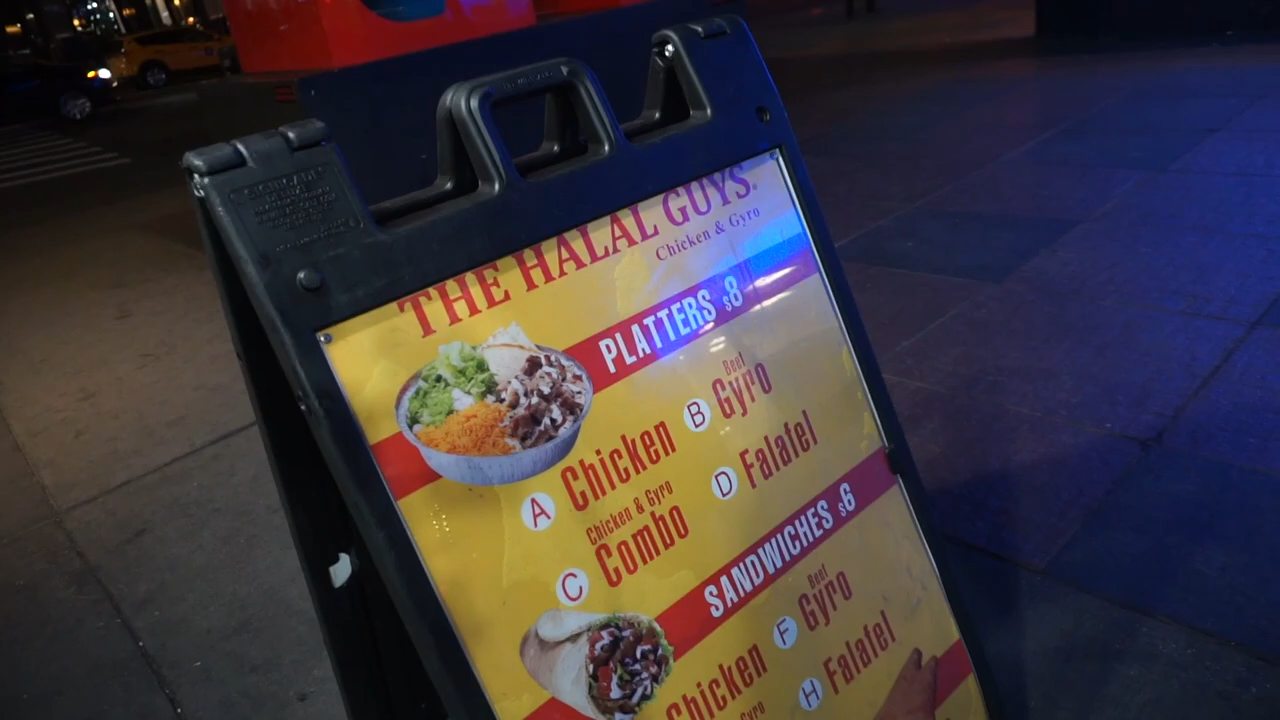 THE HALAL GUYS®
Chicken & Gyro
PLATTERS $8
A Chicken
B Beef Gyro
C Chicken & Gyro Combo
D Falafel
SANDWICHES $6
Chicken
F Beef Gyro
Gyro
H Falafel